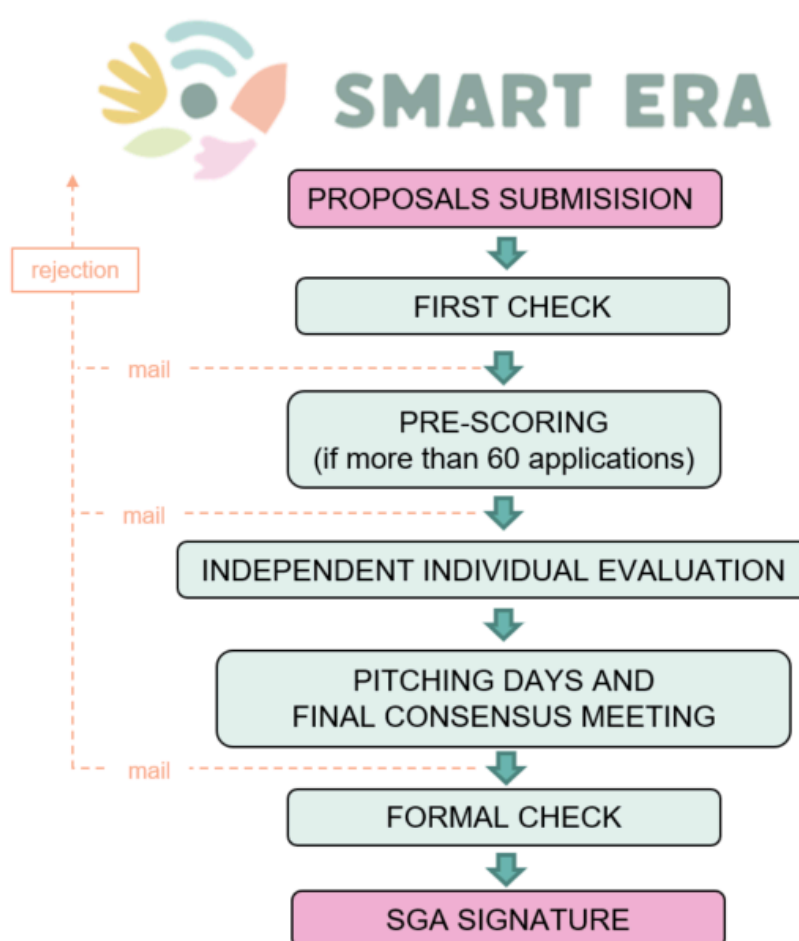 SMART ERA
PROPOSALS SUBMISISION
rejection
FIRST CHECK
mail
PRE-SCORING
(if more than 60 applications)
mail
INDEPENDENT INDIVIDUAL EVALUATION
PITCHING DAYS AND
FINAL CONSENSUS MEETING
mail
FORMAL CHECK
SGA SIGNATURE